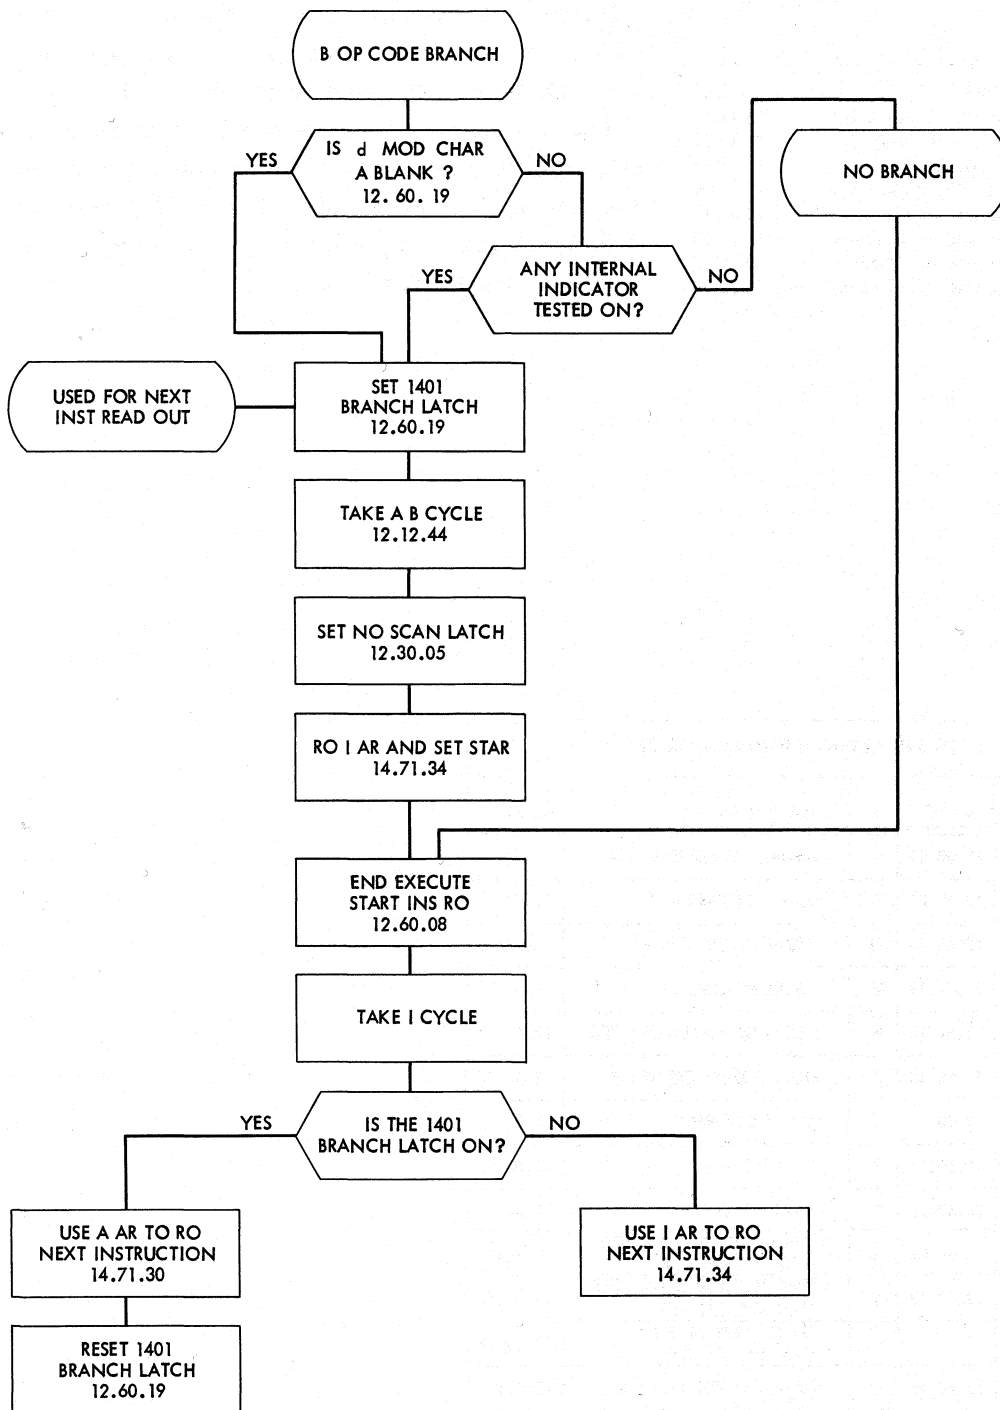 B OP CODE BRANCH
YES
IS d MOD CHAR
A BLANK ?
12. 60. 19
NO
NO BRANCH
YES
ANY INTERNAL
INDICATOR
TESTED ON?
NO
USED FOR NEXT
INST READ OUT
SET 1401
BRANCH LATCH
12.60.19
TAKE A B CYCLE
12.12.44
SET NO SCAN LATCH
12.30.05
RO I AR AND SET STAR
14.71.34
END EXECUTE
START INS RO
12.60.08
TAKE I CYCLE
YES
IS THE 1401
BRANCH LATCH ON?
NO
USE A AR TO RO
NEXT INSTRUCTION
14.71.30
USE I AR TO RO
NEXT INSTRUCTION
14.71.34
RESET 1401
BRANCH LATCH
12.60.19